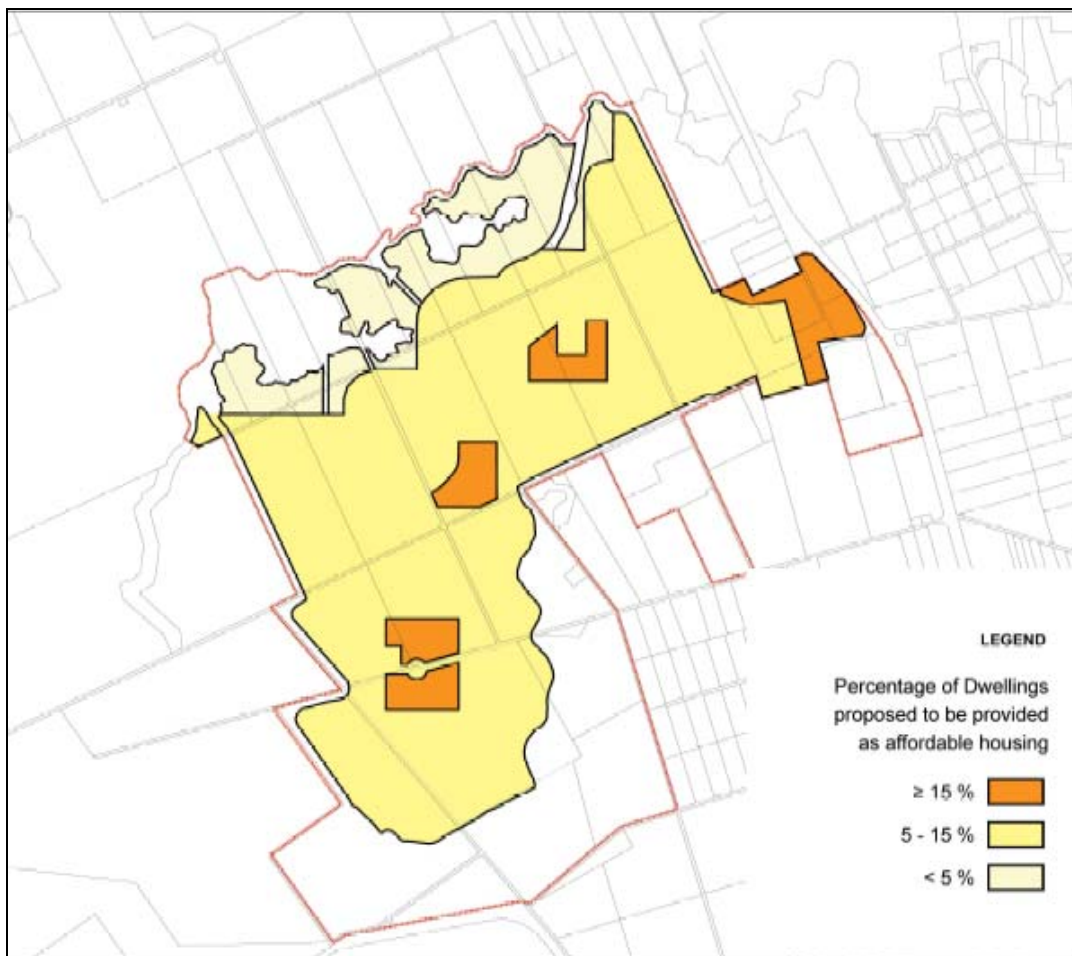 LEGEND
Percentage of Dwellings
proposed to be provided
as affordable housing
≥ 15 %
5 - 15 %
< 5 %